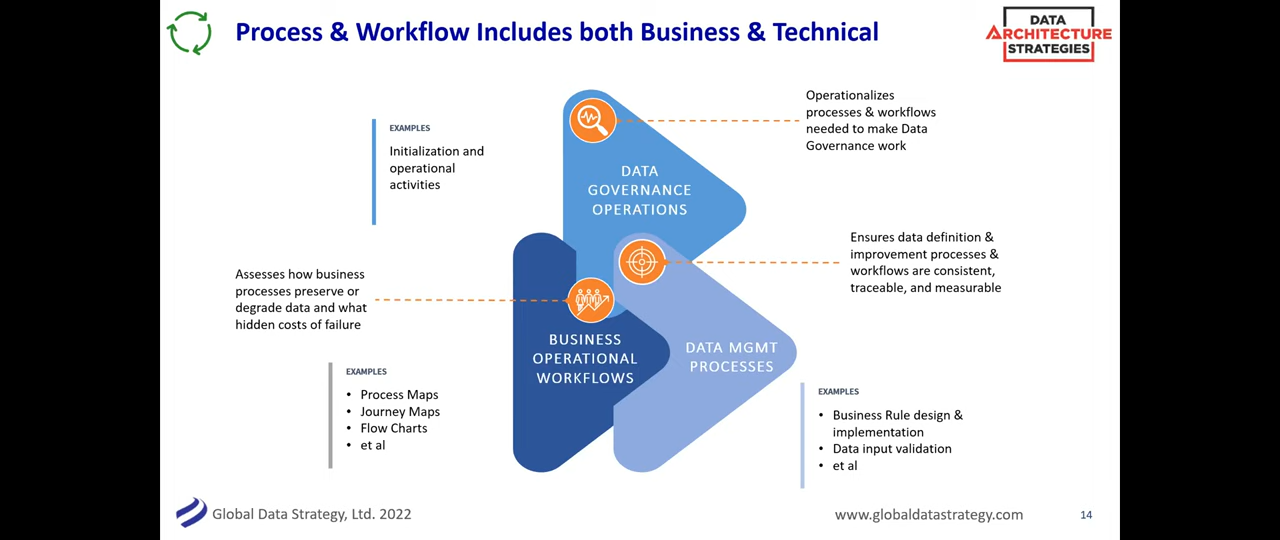 Process & Workflow Includes both Business & Technical
DATA
ARCHITECTURE
STRATEGIES
Operationalizes
processes & workflows
needed to make Data
Governance work
EXAMPLES
Initialization and
operational
activities
DATA
GOVERNANCE
OPERATIONS
Ensures data definition &
improvement processes &
workflows are consistent,
traceable, and measurable
Assesses how business
processes preserve or
degrade data and what
hidden costs of failure
BUSINESS
OPERATIONAL
WORKFLOWS
DATA MGMT
PROCESSES
EXAMPLES
• Process Maps
• Journey Maps
• Flow Charts
• et al
EXAMPLES
• Business Rule design &
implementation
• Data input validation
• et al
Global Data Strategy, Ltd. 2022
www.globaldatastrategy.com
14